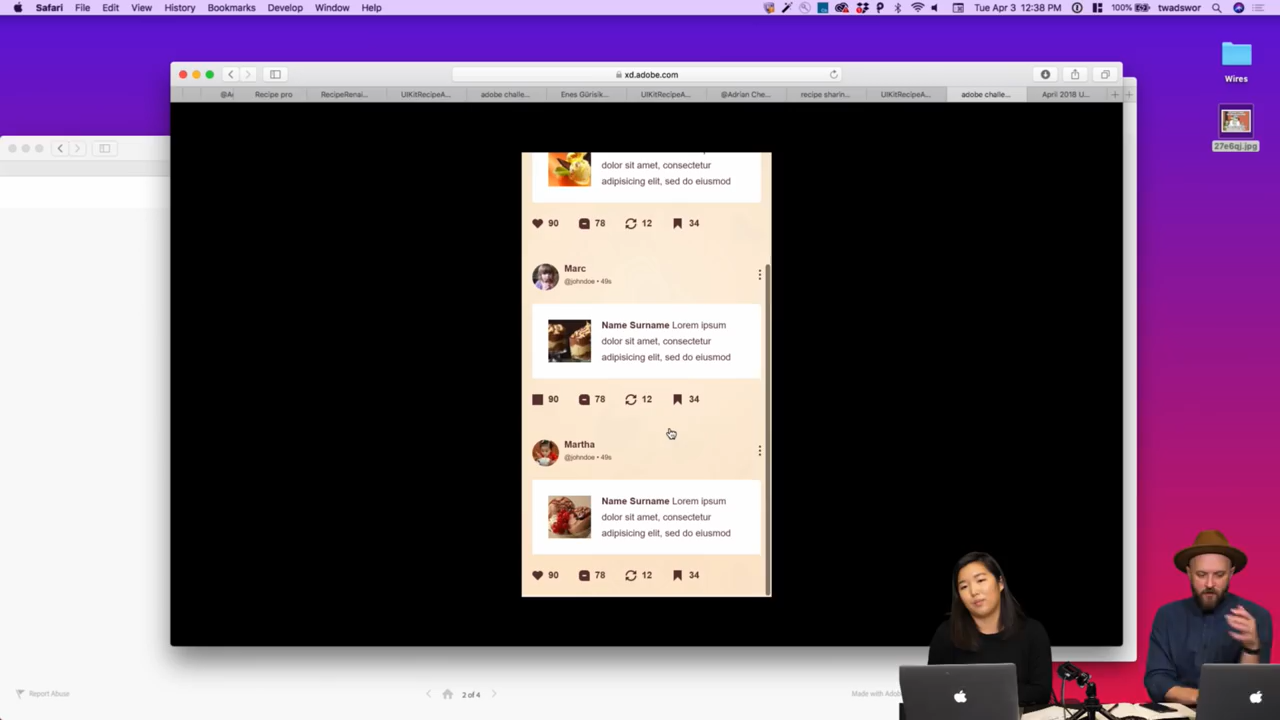 Safari File Edit View History Bookmarks Develop Window Help
100% Tue Apr 3 12:38 PM twadswor
Wires
27e6qj.jpg
xd.adobe.com
Recipe pro RecipeRenai... UIKitRecipeA... adobe challe... Enes Gürisik... UIKitRecipeA... @Adrian Che... recipe sharin... UIKitRecipeA... adobe challe... April 2018 U...
dolor sit amet, consectetur
adipisicing elit, sed do eiusmod
90 78 12 34
Marc
@johndoe • 49s
Name Surname Lorem ipsum
dolor sit amet, consectetur
adipisicing elit, sed do eiusmod
90 78 12 34
Martha
@johndoe • 49s
Name Surname Lorem ipsum
dolor sit amet, consectetur
adipisicing elit, sed do eiusmod
90 78 12 34
Report Abuse
2 of 4
Made with